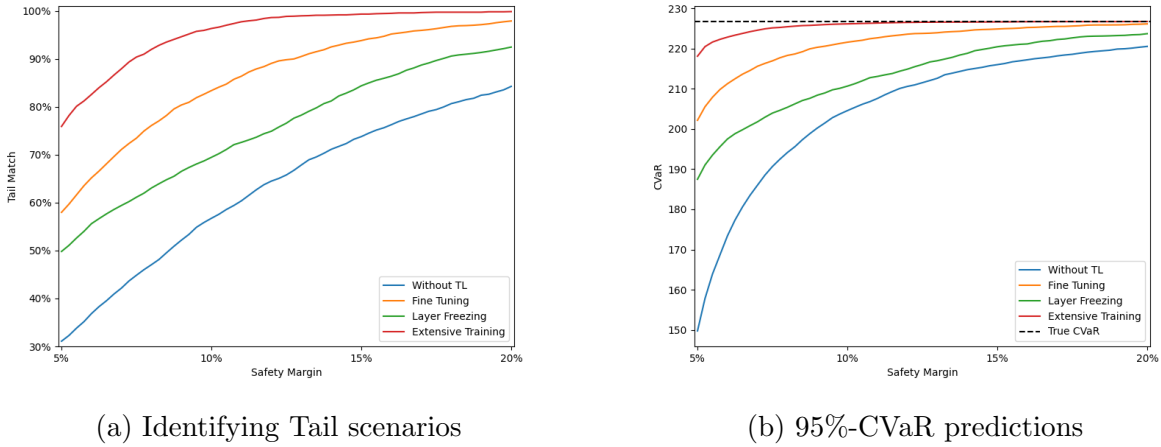 100%
90%
80%
70%
60%
50%
40%
30%
Tail Match
5%
10%
15%
20%
Safety Margin
Without TL
Fine Tuning
Layer Freezing
Extensive Training
(a) Identifying Tail scenarios
230
220
210
200
190
180
170
160
150
CVaR
5%
10%
15%
20%
Safety Margin
Without TL
Fine Tuning
Layer Freezing
Extensive Training
True CVaR
(b) 95%-CVaR predictions